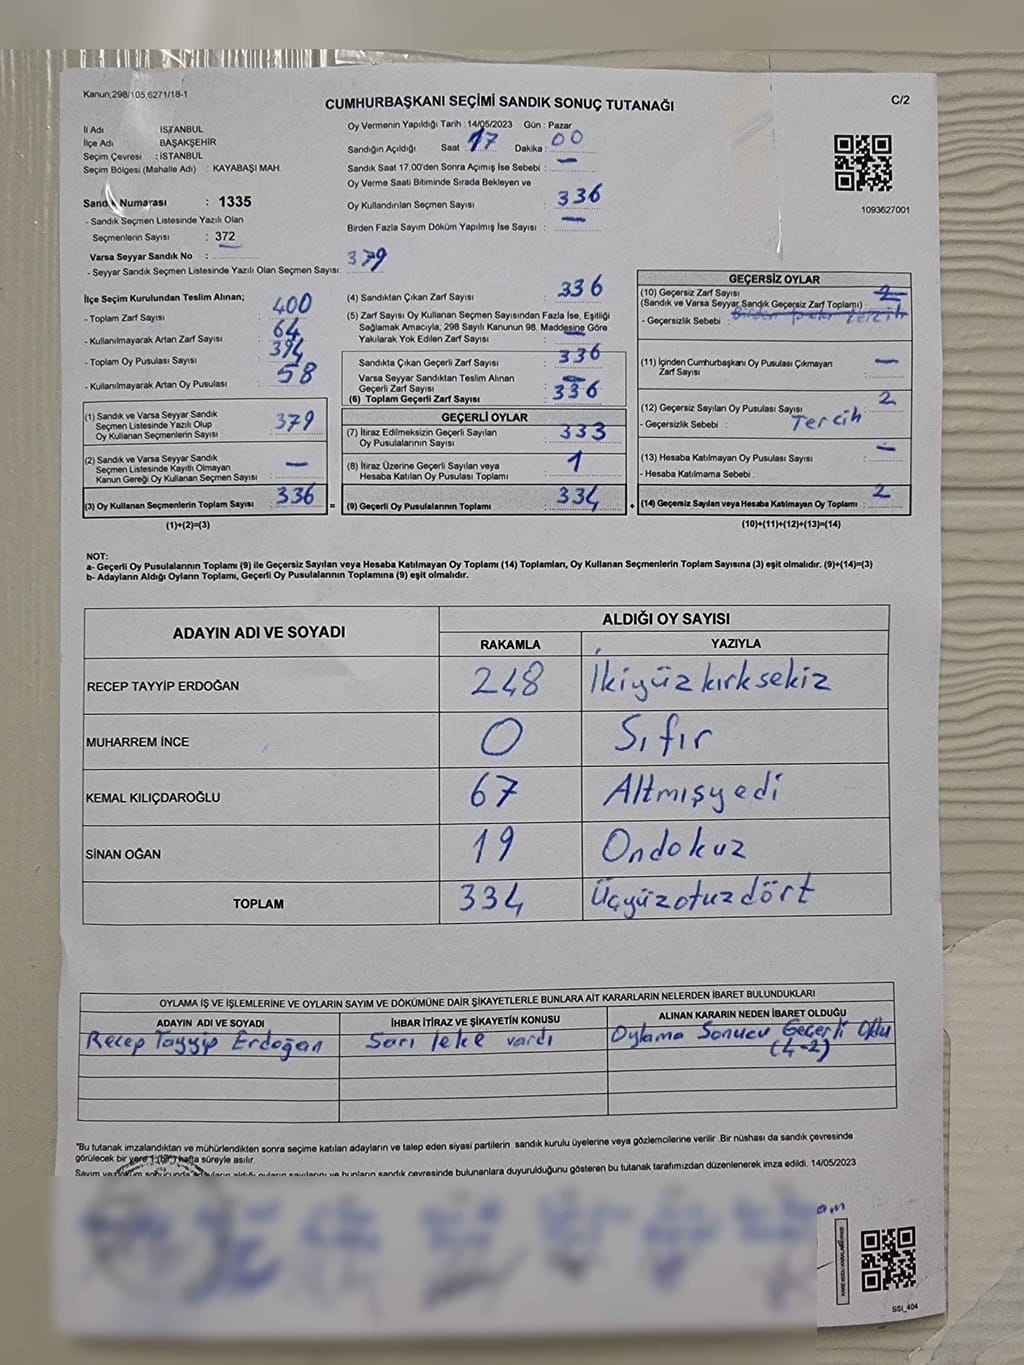 Kanun,298/105,6271/18-1
CUMHURBAŞKANI SEÇİMİ SANDIK SONUÇ TUTANAĞI
C/2
İl Adı : İSTANBUL
İlçe Adı BAŞAKŞEHİR
Seçim Çevresi : İSTANBUL
Seçim Bölgesi (Mahalle Adı) : KAYABAŞI MAH
Sandık Numarası : 1335
- Sandık Seçmen Listesinde Yazılı Olan
Seçmenlerin Sayısı : 372
Varsa Seyyar Sandık No :
- Seyyar Sandık Seçmen Listesinde Yazılı Olan Seçmen Sayısı: 379
Oy Vermenin Yapıldığı Tarih : 14/05/2023 Gün : Pazar
Sandığın Açıldığı Saat : 17 Dakika : 00
Sandık Saat 17.00'den Sonra Açımış İse Sebebi : —
Oy Verme Saati Bitiminde Sırada Bekleyen ve
Oy Kullandırılan Seçmen Sayısı 336
Birden Fazla Sayım Döküm Yapılmış İse Sayısı : —
1093627001
İlçe Seçim Kurulundan Teslim Alınan;
- Toplam Zarf Sayısı : 400
- Kullanılmayarak Artan Zarf Sayısı : 64
- Toplam Oy Pusulası Sayısı : 394
- Kullanılmayarak Artan Oy Pusulası : 58
(1) Sandık ve Varsa Seyyar Sandık
Seçmen Listesinde Yazılı Olup
Oy Kullanan Seçmenlerin Sayısı : 379
(2) Sandık ve Varsa Seyyar Sandık
Seçmen Listesinde Kayıtlı Olmayan
Kanun Gereği Oy Kullanan Seçmen Sayısı : —
(3) Oy Kullanan Seçmenlerin Toplam Sayısı : 336
(1)+(2)=(3)
(4) Sandıktan Çıkan Zarf Sayısı : 336
(5) Zarf Sayısı Oy Kullanan Seçmen Sayısından Fazla İse, Eşitliği
Sağlamak Amacıyla, 298 Sayılı Kanunun 98. Maddesine Göre
Yakılarak Yok Edilen Zarf Sayısı : —
Sandıkta Çıkan Geçerli Zarf Sayısı : 336
Varsa Seyyar Sandıktan Teslim Alınan
Geçerli Zarf Sayısı : —
(6) Toplam Geçerli Zarf Sayısı : 336
GEÇERLİ OYLAR
(7) İtiraz Edilmeksizin Geçerli Sayılan
Oy Pusulalarının Sayısı : 333
(8) İtiraz Üzerine Geçerli Sayılan veya
Hesaba Katılan Oy Pusulası Toplamı : 1
= (9) Geçerli Oy Pusulalarının Toplamı : 334
GEÇERSİZ OYLAR
(10) Geçersiz Zarf Sayısı 2
(Sandık ve Varsa Seyyar Sandık Geçersiz Zarf Toplamı) :
- Geçersizlik Sebebi : Birden fazla tercih
(11) İçinden Cumhurbaşkanı Oy Pusulası Çıkmayan
Zarf Sayısı : —
(12) Geçersiz Sayılan Oy Pusulası Sayısı : 2
- Geçersizlik Sebebi : Tercih
(13) Hesaba Katılmayan Oy Pusulası Sayısı : —
- Hesaba Katılmama Sebebi :
+ (14) Geçersiz Sayılan veya Hesaba Katılmayan Oy Toplamı : 2
(10)+(11)+(12)+(13)=(14)
NOT:
a- Geçerli Oy Pusulalarının Toplamı (9) ile Geçersiz Sayılan veya Hesaba Katılmayan Oy Toplamı (14) Toplamları, Oy Kullanan Seçmenlerin Toplam Sayısına (3) eşit olmalıdır. (9)+(14)=(3)
b- Adayların Aldığı Oyların Toplamı, Geçerli Oy Pusulalarının Toplamına (9) eşit olmalıdır.
ADAYIN ADI VE SOYADI
ALDIĞI OY SAYISI
RAKAMLA YAZIYLA
RECEP TAYYİP ERDOĞAN 248 İkiyüzkırksekiz
MUHARREM İNCE 0 Sıfır
KEMAL KILIÇDAROĞLU 67 Altmışyedi
SİNAN OĞAN 19 Ondokuz
TOPLAM 334 Üçyüzotuzdört
OYLAMA İŞ VE İŞLEMLERİNE VE OYLARIN SAYIM VE DÖKÜMÜNE DAİR ŞİKAYETLERLE BUNLARA AİT KARARLARIN NELERDEN İBARET BULUNDUKLARI
ADAYIN ADI VE SOYADI İHBAR İTİRAZ VE ŞİKAYETİN KONUSU ALINAN KARARIN NEDEN İBARET OLDUĞU
Recep Tayyip Erdoğan Sarı leke vardı Oylama Sonucu Geçerli Oldu
(4-2)
"Bu tutanak imzalandıktan ve mühürlendikten sonra seçime katılan adayların ve talep eden siyasi partilerin sandık kurulu üyelerine veya gözlemcilerine verilir .Bir nüshası da sandık çevresinde
görülecek bir yere 1 (bir) hafta süreyle asılır.
Sayım ve döküm sonucunda adayların aldığı oyların sayılarını ve bunların sandık çevresinde bulunanlara duyurulduğunu gösteren bu tutanak tarafımızdan düzenlenerek imza edildi. 14/05/2023
am
SSI_404